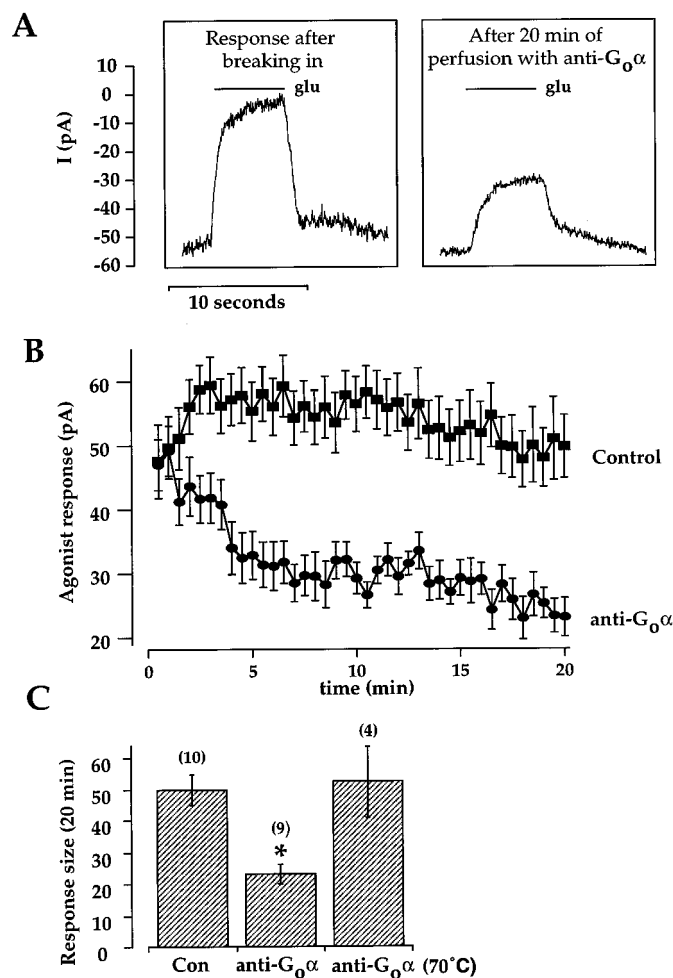 A
Response after
breaking in
glu
After 20 min of
perfusion with anti-Goα
glu
I (pA)
10
0
-10
-20
-30
-40
-50
-60
10 seconds
B
Agonist response (pA)
60
50
40
30
20
Control
anti-Goα
0
5
10
15
20
time (min)
C
Response size (20 min)
60
50
40
30
20
10
0
(10)
(9)
*
(4)
Con
anti-Goα
anti-Goα (70°C)